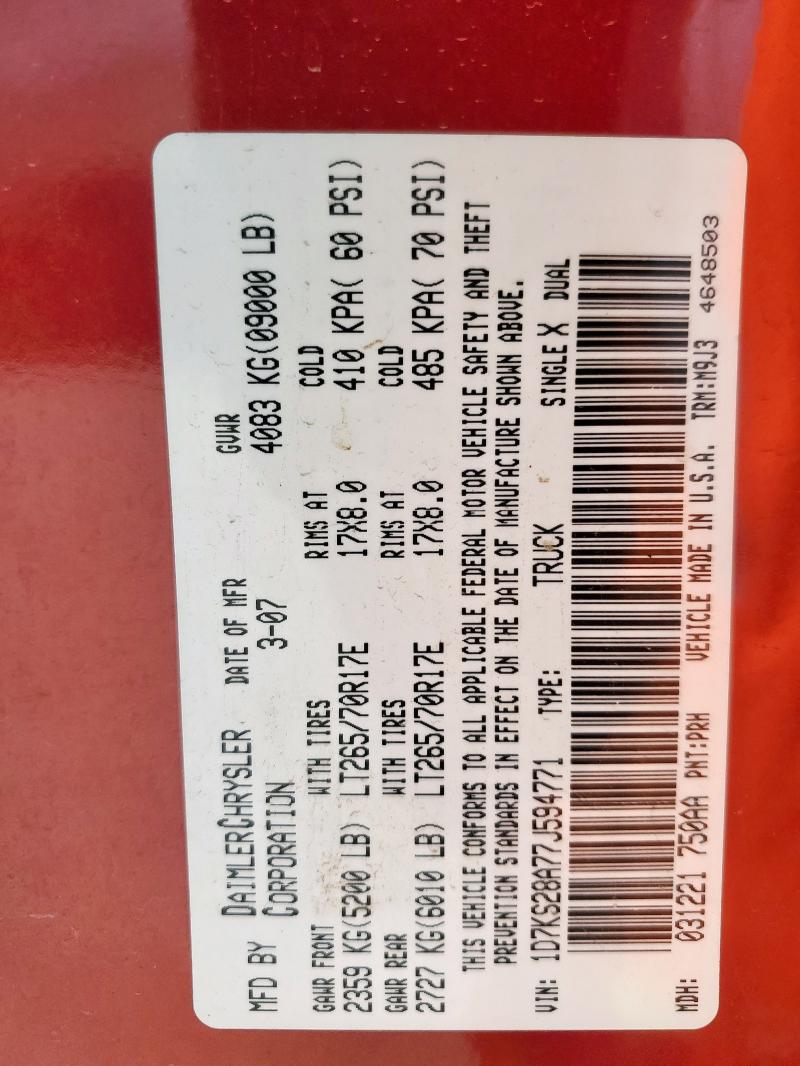 MFD BY DAIMLERCHRYSLER CORPORATION DATE OF MFR 3-07 GVWR 4083 KG(09000 LB)
GAWR FRONT WITH TIRES RIMS AT COLD
2359 KG(5200 LB) LT265/70R17E 17X8.0 410 KPA( 60 PSI)
GAWR REAR WITH TIRES RIMS AT COLD
2727 KG(6010 LB) LT265/70R17E 17X8.0 485 KPA( 70 PSI)
THIS VEHICLE CONFORMS TO ALL APPLICABLE FEDERAL MOTOR VEHICLE SAFETY AND THEFT
PREVENTION STANDARDS IN EFFECT ON THE DATE OF MANUFACTURE SHOWN ABOVE.
VIN: 1D7KS28A77J594771 TYPE: TRUCK SINGLE X DUAL
MDH: 031221 750AA PNT:PRH VEHICLE MADE IN U.S.A. TRM:M9J3 4648503